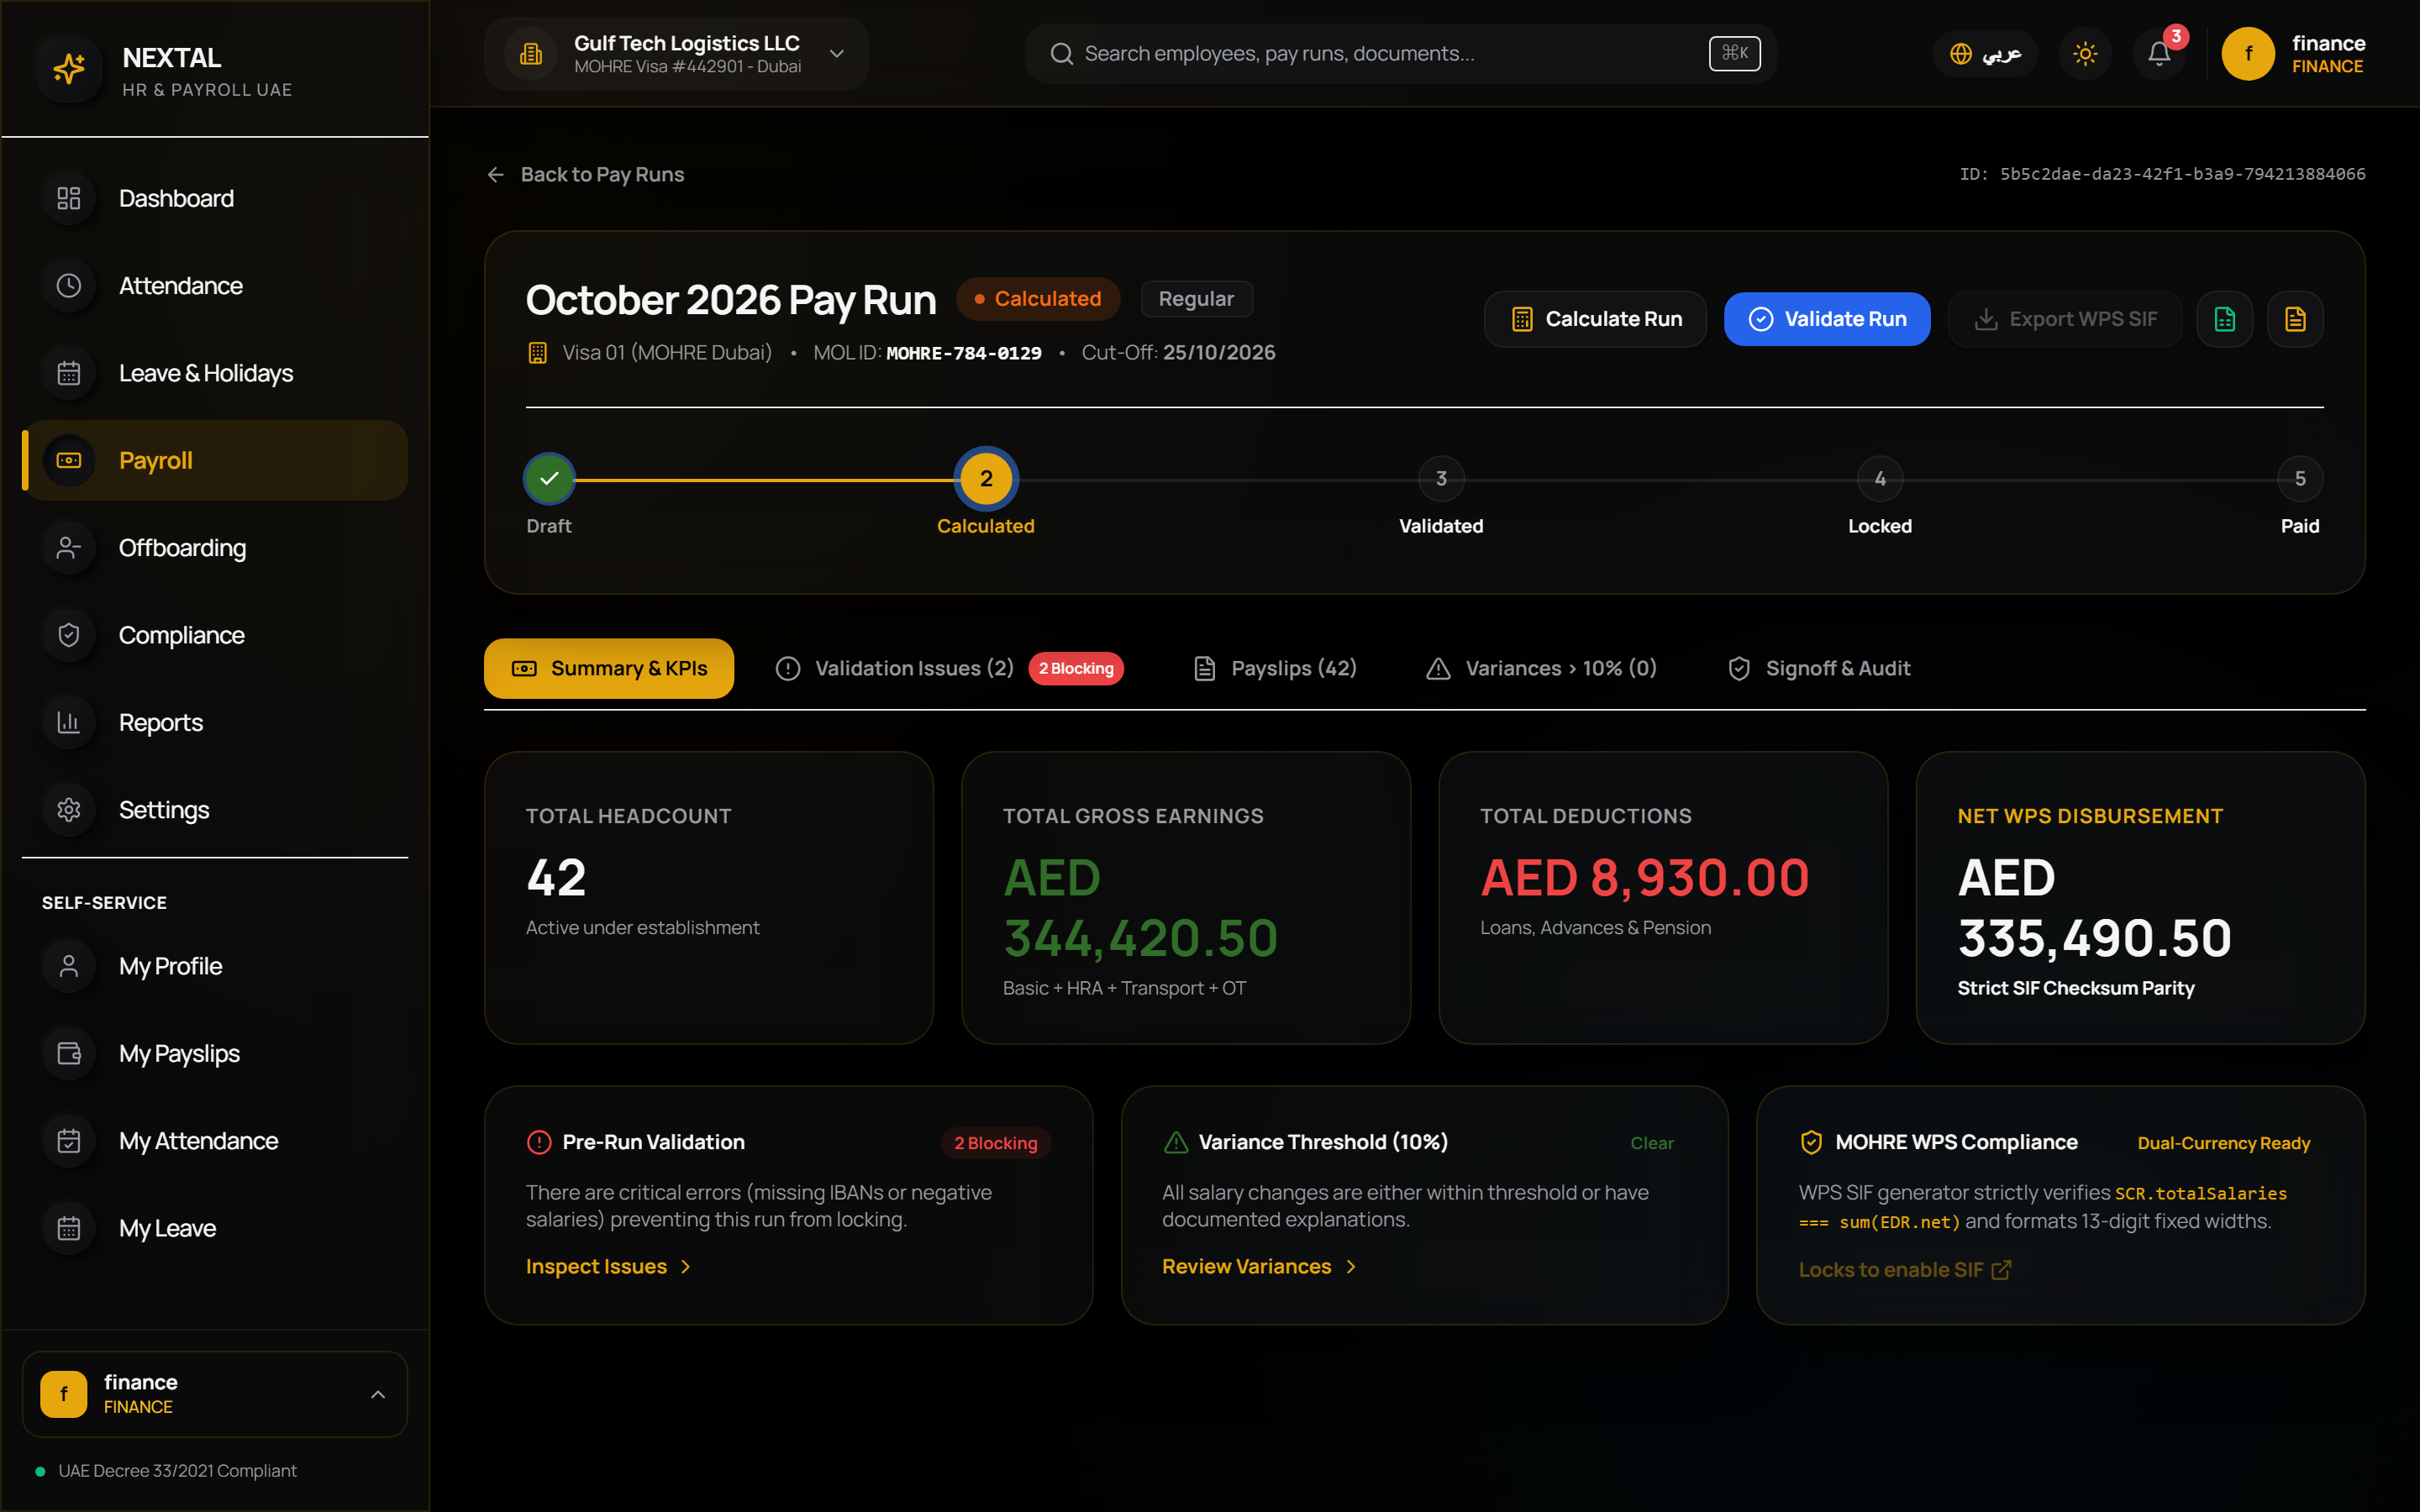 NEXTAL
HR & PAYROLL UAE
Dashboard
Attendance
Leave & Holidays
Payroll
Offboarding
Compliance
Reports
Settings
SELF-SERVICE
My Profile
My Payslips
My Attendance
My Leave
f
finance
FINANCE
UAE Decree 33/2021 Compliant
Gulf Tech Logistics LLC
MOHRE Visa #442901 - Dubai
Search employees, pay runs, documents...
⌘K
عربي
3
f
finance
FINANCE
Back to Pay Runs
ID: 5b5c2dae-da23-42f1-b3a9-794213884066
October 2026 Pay Run
Calculated
Regular
Visa 01 (MOHRE Dubai) • MOL ID: MOHRE-784-0129 • Cut-Off: 25/10/2026
Calculate Run
Validate Run
Export WPS SIF
2
3
4
5
Draft
Calculated
Validated
Locked
Paid
Summary & KPIs
Validation Issues (2)
2 Blocking
Payslips (42)
Variances > 10% (0)
Signoff & Audit
TOTAL HEADCOUNT
42
Active under establishment
TOTAL GROSS EARNINGS
AED
344,420.50
Basic + HRA + Transport + OT
TOTAL DEDUCTIONS
AED 8,930.00
Loans, Advances & Pension
NET WPS DISBURSEMENT
AED
335,490.50
Strict SIF Checksum Parity
Pre-Run Validation
2 Blocking
There are critical errors (missing IBANs or negative
salaries) preventing this run from locking.
Inspect Issues
Variance Threshold (10%)
Clear
All salary changes are either within threshold or have
documented explanations.
Review Variances
MOHRE WPS Compliance
Dual-Currency Ready
WPS SIF generator strictly verifies SCR.totalSalaries
=== sum(EDR.net) and formats 13-digit fixed widths.
Locks to enable SIF